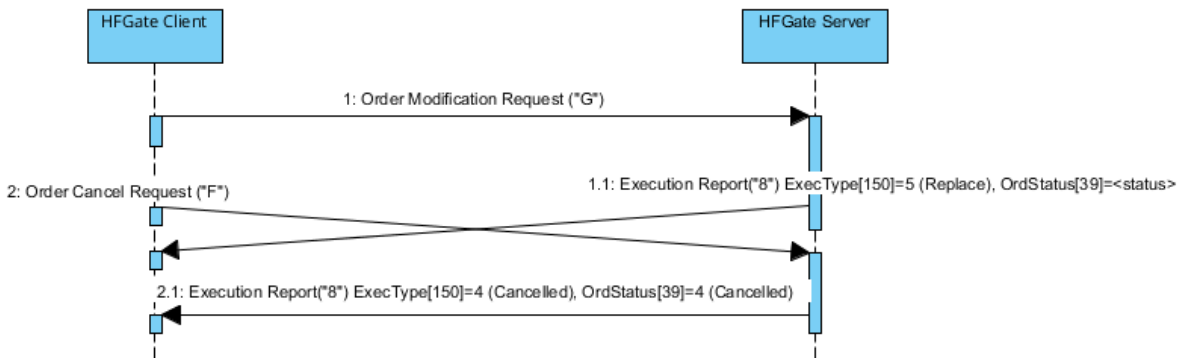 HFGate Client
HFGate Server
1: Order Modification Request ("G")
1.1: Execution Report("8") ExecType[150]=5 (Replace), OrdStatus[39]=<status>
2: Order Cancel Request ("F")
2.1: Execution Report("8") ExecType[150]=4 (Cancelled), OrdStatus[39]=4 (Cancelled)